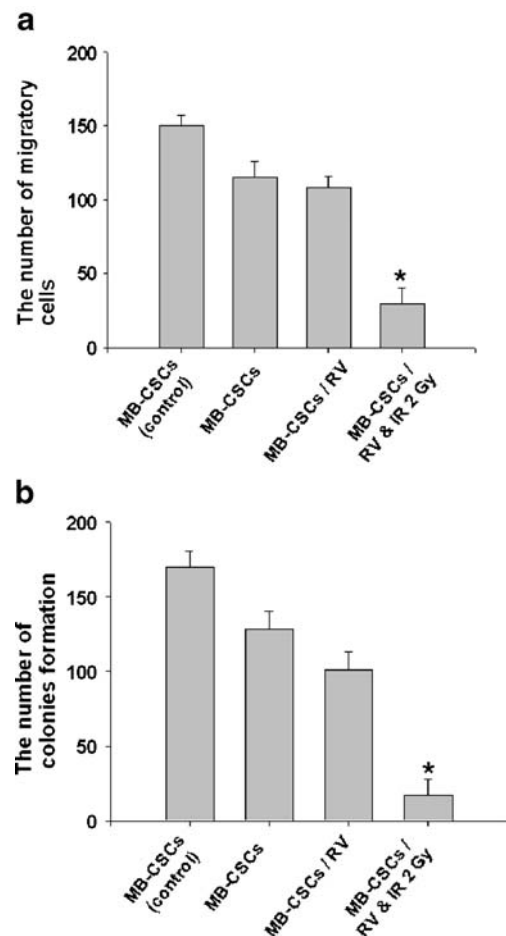 a
The number of migratory
cells
200
150
100
50
0
*
MB-CSCs
(control)
MB-CSCs
MB-CSCs / RV
MB-CSCs /
RV & IR 2 Gy
b
The number of
colonies formation
200
150
100
50
0
*
MB-CSCs
(control)
MB-CSCs
MB-CSCs / RV
MB-CSCs /
RV & IR 2 Gy